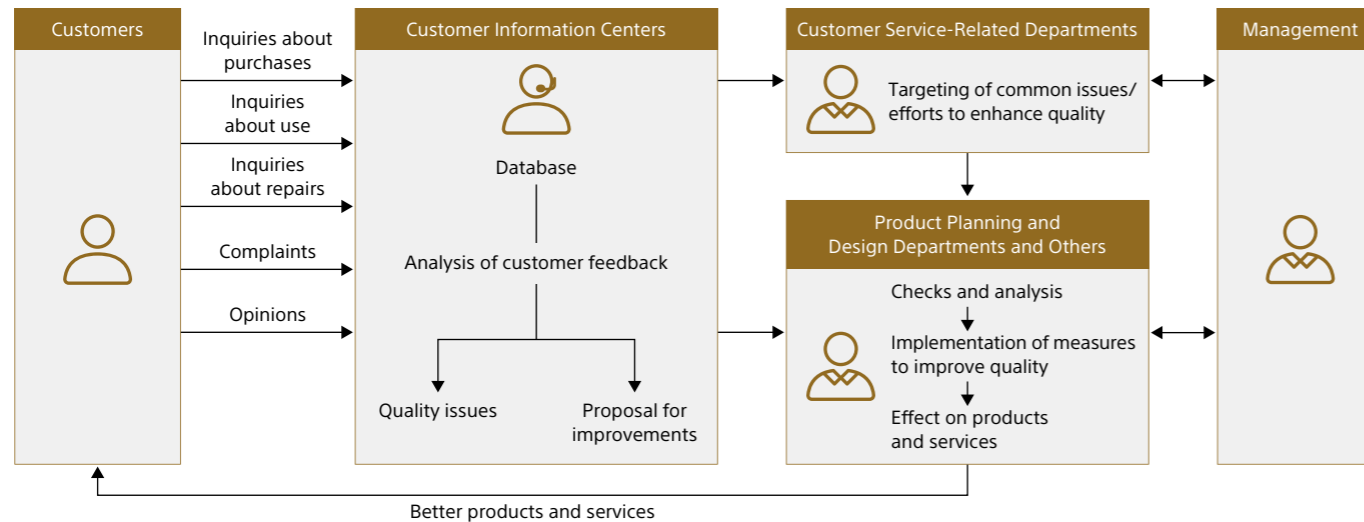 Customers
Inquiries about
purchases
Inquiries
about use
Inquiries
about repairs
Complaints
Opinions
Customer Information Centers
Database
Analysis of customer feedback
Quality issues
Proposal for
improvements
Customer Service-Related Departments
Targeting of common issues/
efforts to enhance quality
Product Planning and
Design Departments and Others
Checks and analysis
Implementation of measures
to improve quality
Effect on products
and services
Management
Better products and services